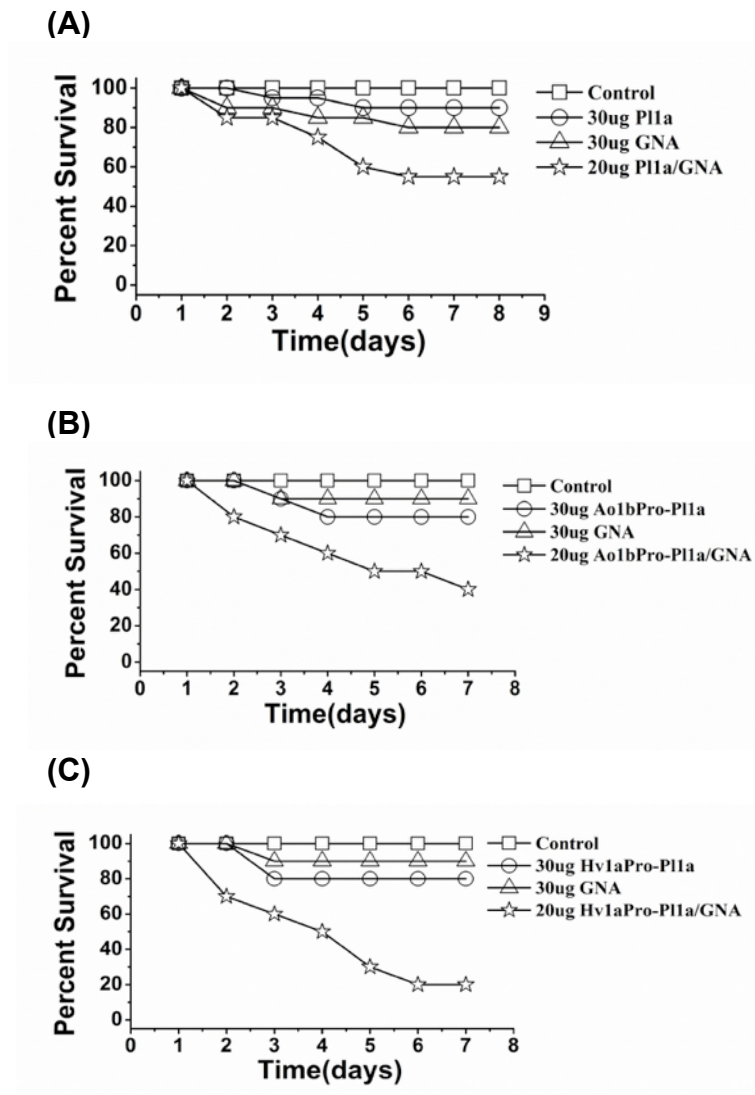 (A)
100
80
60
40
20
0
Percent Survival
0 1 2 3 4 5 6 7 8 9
Time(days)
Control
30ug Pl1a
30ug GNA
20ug Pl1a/GNA
(B)
100
80
60
40
20
0
Percent Survival
0 1 2 3 4 5 6 7 8
Time(days)
Control
30ug Ao1bPro-Pl1a
30ug GNA
20ug Ao1bPro-Pl1a/GNA
(C)
100
80
60
40
20
0
Percent Survival
0 1 2 3 4 5 6 7 8
Time(days)
Control
30ug Hv1aPro-Pl1a
30ug GNA
20ug Hv1aPro-Pl1a/GNA